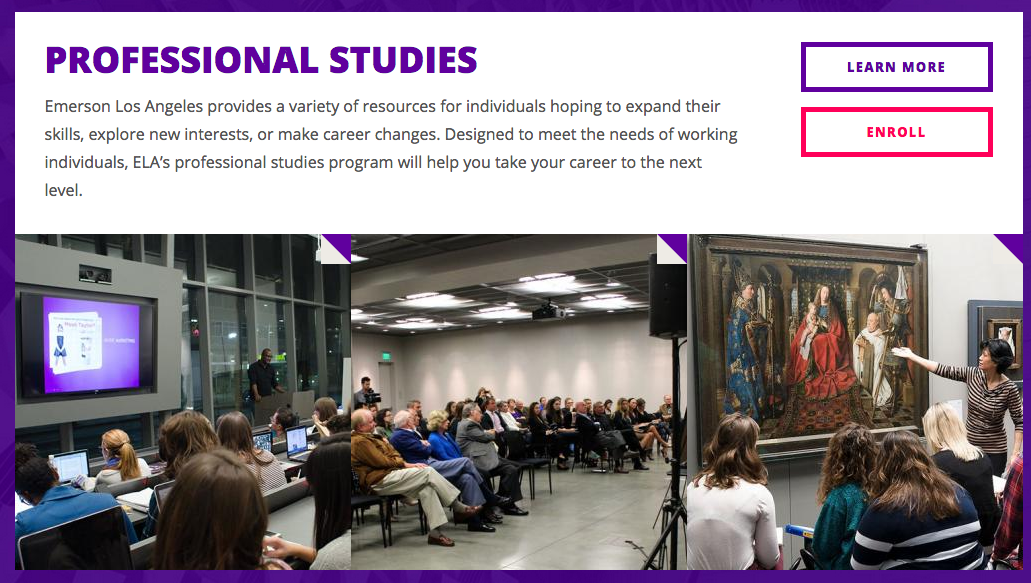 PROFESSIONAL STUDIES
Emerson Los Angeles provides a variety of resources for individuals hoping to expand their
skills, explore new interests, or make career changes. Designed to meet the needs of working
individuals, ELA’s professional studies program will help you take your career to the next
level.
LEARN MORE
ENROLL